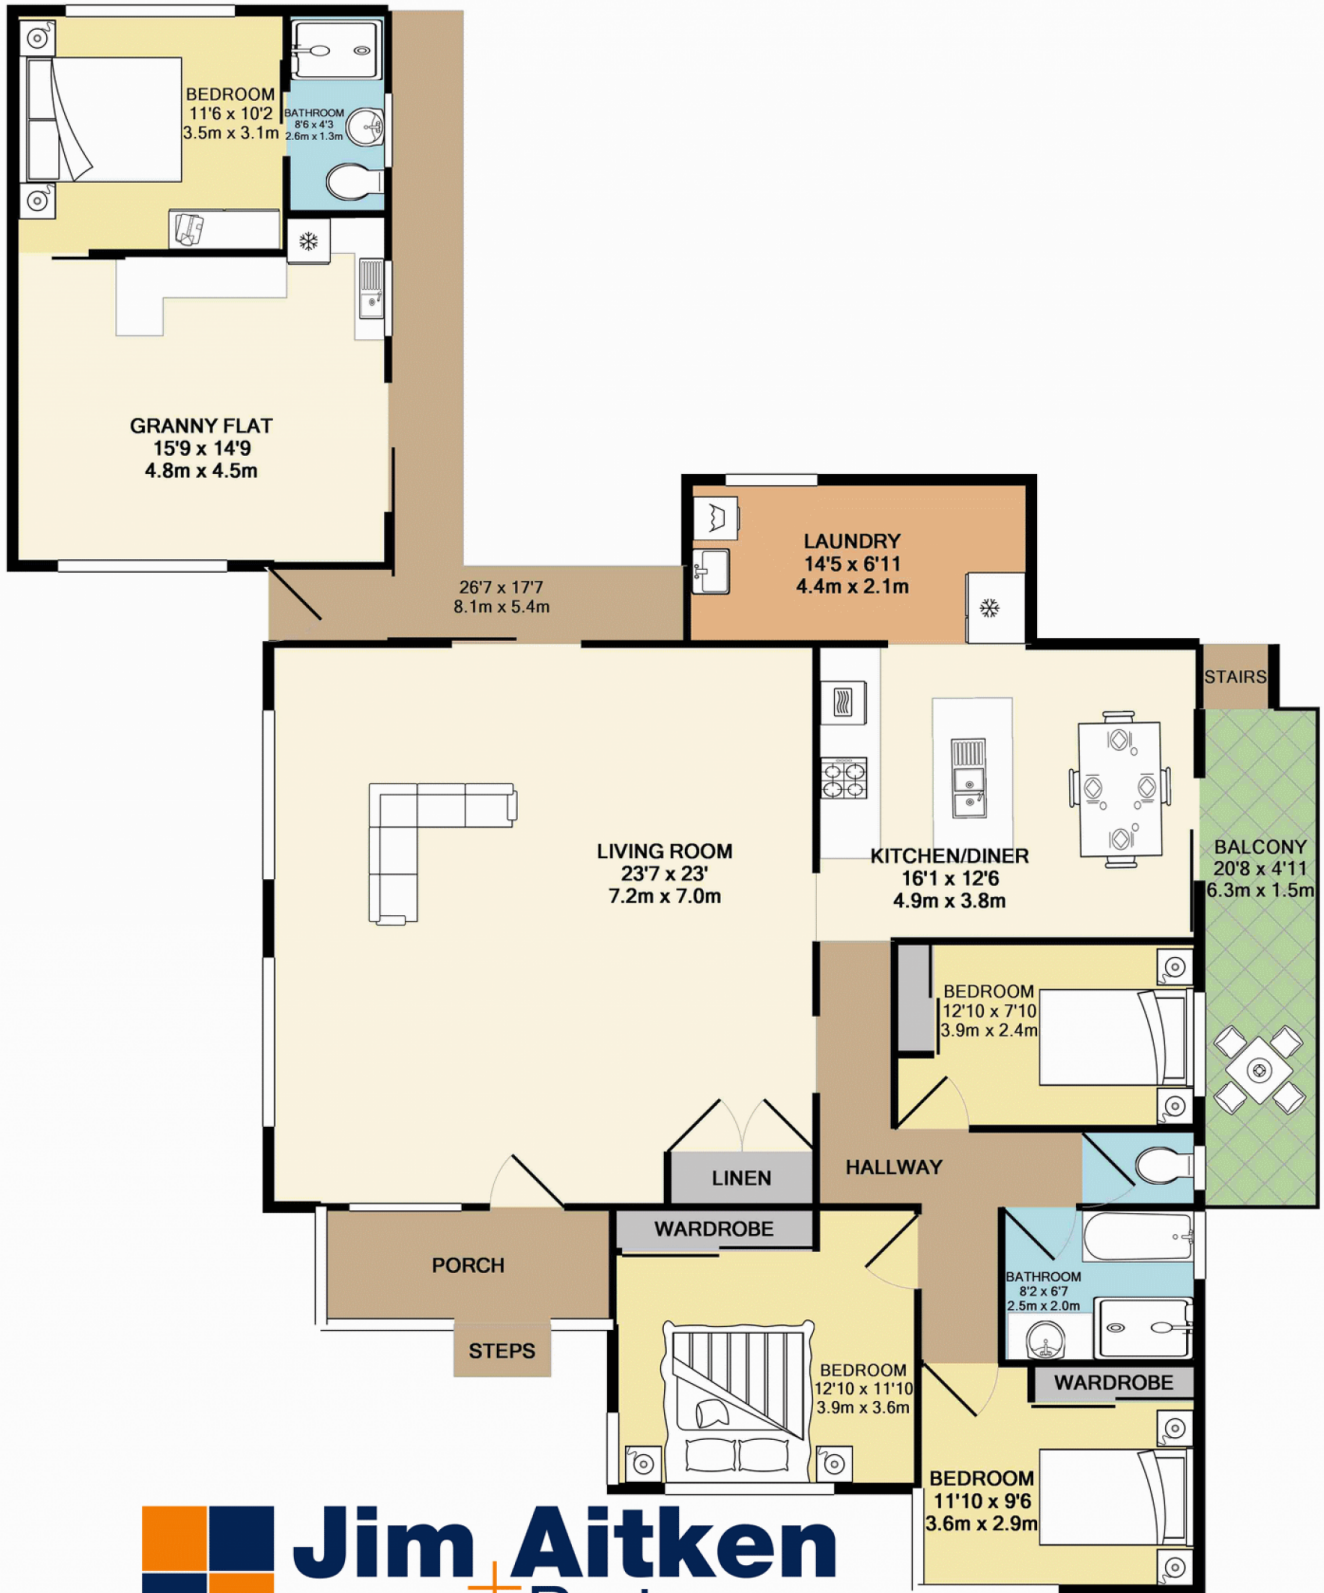 BEDROOM
11'6 x 10'2
3.5m x 3.1m
BATHROOM
8'6 x 4'3
2.6m x 1.3m
GRANNY FLAT
15'9 x 14'9
4.8m x 4.5m
26'7 x 17'7
8.1m x 5.4m
LAUNDRY
14'5 x 6'11
4.4m x 2.1m
STAIRS
LIVING ROOM
23'7 x 23'
7.2m x 7.0m
KITCHEN/DINER
16'1 x 12'6
4.9m x 3.8m
BALCONY
20'8 x 4'11
6.3m x 1.5m
BEDROOM
12'10 x 7'10
3.9m x 2.4m
HALLWAY
LINEN
WARDROBE
PORCH
STEPS
BATHROOM
8'2 x 6'7
2.5m x 2.0m
BEDROOM
12'10 x 11'10
3.9m x 3.6m
WARDROBE
BEDROOM
11'10 x 9'6
3.6m x 2.9m
Jim Aitken